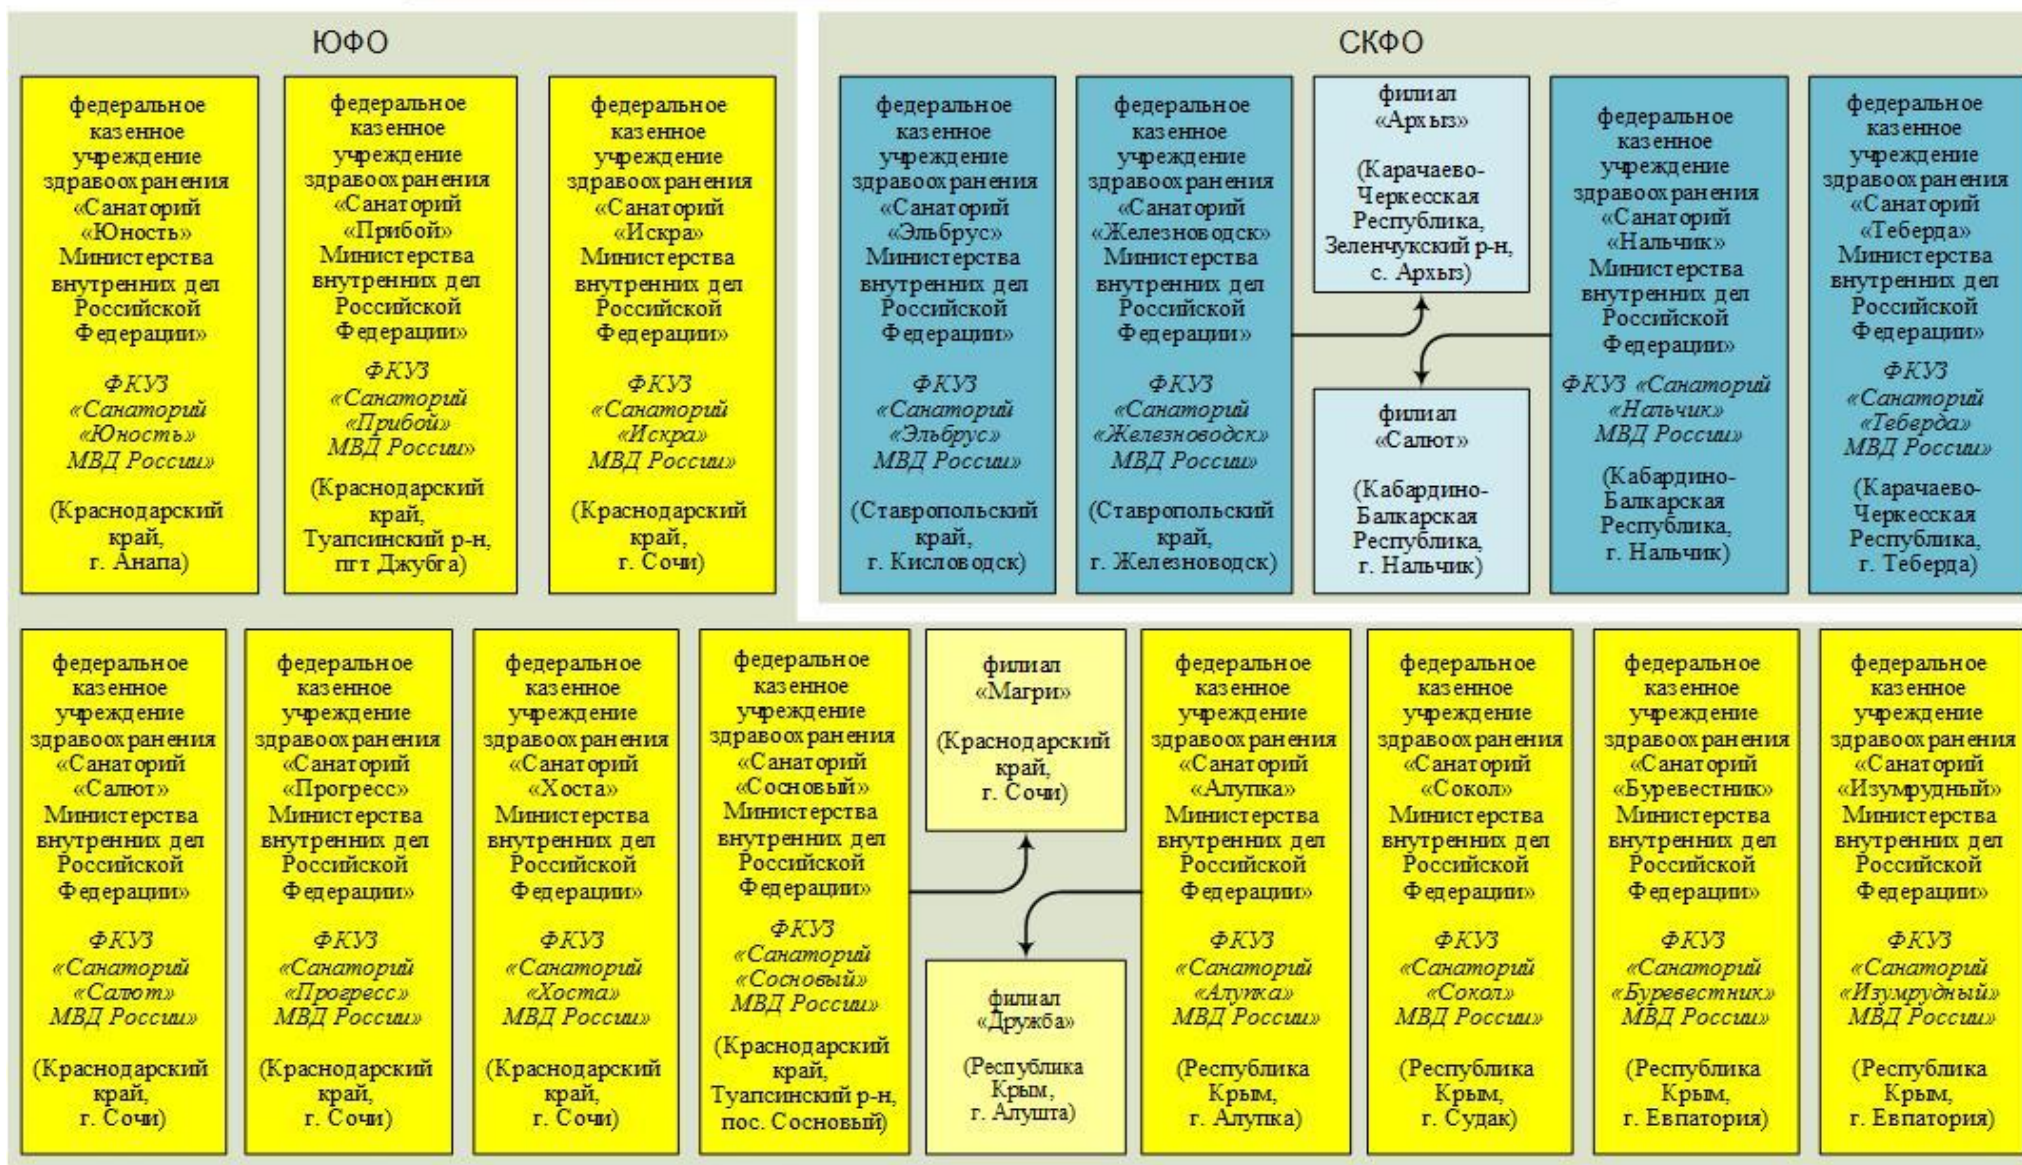 ЮФО
федеральное
казенное
учреждение
здравоохранения
«Санаторий
«Юность»
Министерства
внутренних дел
Российской
Федерации»
ФКУЗ
«Санаторий
«Юность»
МВД России»
(Краснодарский
край,
г. Анапа)
федеральное
казенное
учреждение
здравоохранения
«Санаторий
«Прибой»
Министерства
внутренних дел
Российской
Федерации»
ФКУЗ
«Санаторий
«Прибой»
МВД России»
(Краснодарский
край,
Туапсинский р-н,
пгт Джубга)
федеральное
казенное
учреждение
здравоохранения
«Санаторий
«Искра»
Министерства
внутренних дел
Российской
Федерации»
ФКУЗ
«Санаторий
«Искра»
МВД России»
(Краснодарский
край,
г. Сочи)
СКФО
федеральное
казенное
учреждение
здравоохранения
«Санаторий
«Эльбрус»
Министерства
внутренних дел
Российской
Федерации»
ФКУЗ
«Санаторий
«Эльбрус»
МВД России»
(Ставропольский
край,
г. Кисловодск)
федеральное
казенное
учреждение
здравоохранения
«Санаторий
«Железноводск»
Министерства
внутренних дел
Российской
Федерации»
ФКУЗ
«Санаторий
«Железноводск»
МВД России»
(Ставропольский
край,
г. Железноводск)
филиал
«Архыз»
(Карачаево-
Черкесская
Республика,
Зеленчукский р-н,
с. Архыз)
филиал
«Салют»
(Кабардино-
Балкарская
Республика,
г. Нальчик)
федеральное
казенное
учреждение
здравоохранения
«Санаторий
«Нальчик»
Министерства
внутренних дел
Российской
Федерации»
ФКУЗ «Санаторий
«Нальчик»
МВД России»
(Кабардино-
Балкарская
Республика,
г. Нальчик)
федеральное
казенное
учреждение
здравоохранения
«Санаторий
«Теберда»
Министерства
внутренних дел
Российской
Федерации»
ФКУЗ
«Санаторий
«Теберда»
МВД России»
(Карачаево-
Черкесская
Республика,
г. Теберда)
федеральное
казенное
учреждение
здравоохранения
«Санаторий
«Салют»
Министерства
внутренних дел
Российской
Федерации»
ФКУЗ
«Санаторий
«Салют»
МВД России»
(Краснодарский
край,
г. Сочи)
федеральное
казенное
учреждение
здравоохранения
«Санаторий
«Прогресс»
Министерства
внутренних дел
Российской
Федерации»
ФКУЗ
«Санаторий
«Прогресс»
МВД России»
(Краснодарский
край,
г. Сочи)
федеральное
казенное
учреждение
здравоохранения
«Санаторий
«Хоста»
Министерства
внутренних дел
Российской
Федерации»
ФКУЗ
«Санаторий
«Хоста»
МВД России»
(Краснодарский
край,
г. Сочи)
федеральное
казенное
учреждение
здравоохранения
«Санаторий
«Сосновый»
Министерства
внутренних дел
Российской
Федерации»
ФКУЗ
«Санаторий
«Сосновый»
МВД России»
(Краснодарский
край,
Туапсинский р-н,
пос. Сосновый)
филиал
«Магри»
(Краснодарский
край,
г. Сочи)
филиал
«Дружба»
(Республика
Крым,
г. Алушта)
федеральное
казенное
учреждение
здравоохранения
«Санаторий
«Алупка»
Министерства
внутренних дел
Российской
Федерации»
ФКУЗ
«Санаторий
«Алупка»
МВД России»
(Республика
Крым,
г. Алупка)
федеральное
казенное
учреждение
здравоохранения
«Санаторий
«Сокол»
Министерства
внутренних дел
Российской
Федерации»
ФКУЗ
«Санаторий
«Сокол»
МВД России»
(Республика
Крым,
г. Судак)
федеральное
казенное
учреждение
здравоохранения
«Санаторий
«Буревестник»
Министерства
внутренних дел
Российской
Федерации»
ФКУЗ
«Санаторий
«Буревестник»
МВД России»
(Республика
Крым,
г. Евпатория)
федеральное
казенное
учреждение
здравоохранения
«Санаторий
«Изумрудный»
Министерства
внутренних дел
Российской
Федерации»
ФКУЗ
«Санаторий
«Изумрудный»
МВД России»
(Республика
Крым,
г. Евпатория)